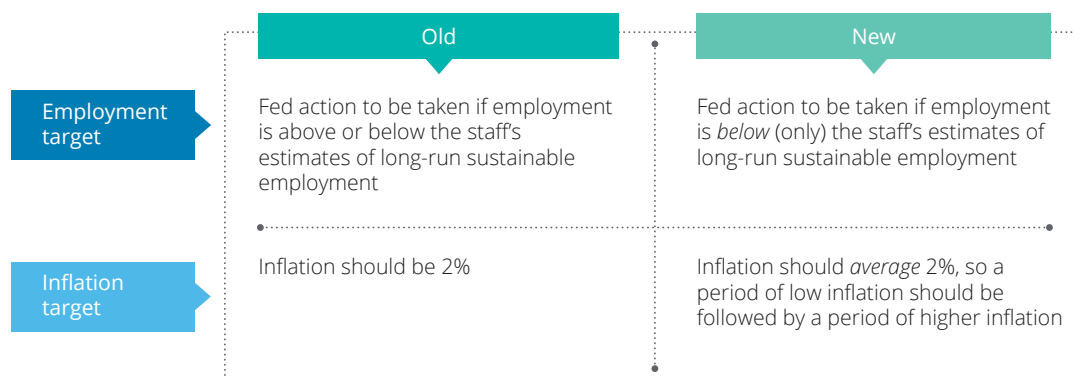 Old
New
Employment
target
Fed action to be taken if employment
is above or below the staff’s
estimates of long-run sustainable
employment
Fed action to be taken if employment
is below (only) the staff’s estimates of
long-run sustainable employment
Inflation
target
Inflation should be 2%
Inflation should average 2%, so a
period of low inflation should be
followed by a period of higher inflation